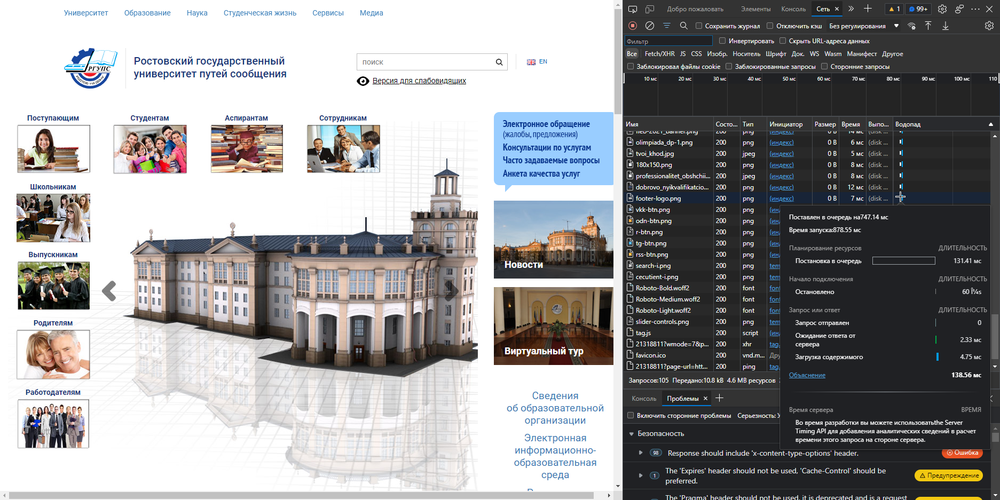 Университет Образование Наука Студенческая жизнь Сервисы Медиа
РГУПС
РОСТОВ-НА-ДОНУ
Ростовский государственный
университет путей сообщения
поиск
EN
Версия для слабовидящих
Поступающим Студентам Аспирантам Сотрудникам
Школьникам
Выпускникам
Родителям
Работодателям
Электронное обращение
(жалобы, предложения)
Консультации по услугам
Часто задаваемые вопросы
Анкета качества услуг
Новости
Виртуальный тур
Сведения
об образовательной
организации
Электронная
информационно-
образовательная
среда
Добро пожаловать Элементы Консоль Сеть 1 99+
Сохранить журнал Отключить кэш Без регулирования
Фильтр Инвертировать Скрыть URL-адреса данных
Все Fetch/XHR JS CSS Изобр. Носитель Шрифт Док. WS Wasm Манифест Другое
Заблокировал файлы cookie Заблокированные запросы Сторонние запросы
10 мс 20 мс 30 мс 40 мс 50 мс 60 мс 70 мс 80 мс 90 мс 100 мс 110
Имя Состо... Тип Инициатор Размер Время Выпо... Водопад
neb-2021_banner.png 200 png (индекс) 0 B 14 мс (disk ...
olimpiada_dp-1.png 200 png (индекс) 0 B 6 мс (disk ...
tvoi_khod.jpg 200 jpeg (индекс) 0 B 5 мс (disk ...
180x150.png 200 png (индекс) 0 B 8 мс (disk ...
professionalitet_obshchii... 200 jpeg (индекс) 0 B 8 мс (disk ...
dobrovo_nyikvalifikatcio... 200 png (индекс) 0 B 12 мс (disk ...
footer-logo.png 200 png (индекс) 0 B 7 мс (disk ...
vkk-btn.png 200 png (инд
odn-btn.png 200 png (инд
r-btn.png 200 png (инд
tg-btn.png 200 png (инд
rss-btn.png 200 png (инд
search-i.png 200 png tem
cecutient-i.png 200 png tem
Roboto-Bold.woff2 200 font font
Roboto-Medium.woff2 200 font font
Roboto-Light.woff2 200 font font
slider-controls.png 200 png tem
tag.js 200 script (инд
21318811?wmode=7&p... 200 xhr tag.
favicon.ico 200 vnd.m... Дру
21318811?page-url=htt... 200 ping tag.
Поставлен в очередь на747.14 мс
Время запуска:878.55 мс
Планирование ресурсов ДЛИТЕЛЬНОСТЬ
Постановка в очередь 131.41 мс
Начало подключения ДЛИТЕЛЬНОСТЬ
Остановлено 60 Î¼s
Запрос или ответ ДЛИТЕЛЬНОСТЬ
Запрос отправлен 0
Ожидание ответа от
сервера 2.33 мс
Загрузка содержимого 4.75 мс
Объяснение 138.56 мс
Время сервера ВРЕМЯ
Во время разработки вы можете использоватьthe Server
Timing API для добавления аналитических сведений в расчет
времени этого запроса на стороне сервера.
Запросов:105 Передано:10.8 kB 4.6 MB ресурсов
Консоль Проблемы
Включить сторонние проблемы Серьезность: У
Безопасность
98 Response should include 'x-content-type-options' header. Ошибка
1 The 'Expires' header should not be used, 'Cache-Control' should be
preferred. Предупреждение
The 'Pragma' header should not be used, it is deprecated and is a request